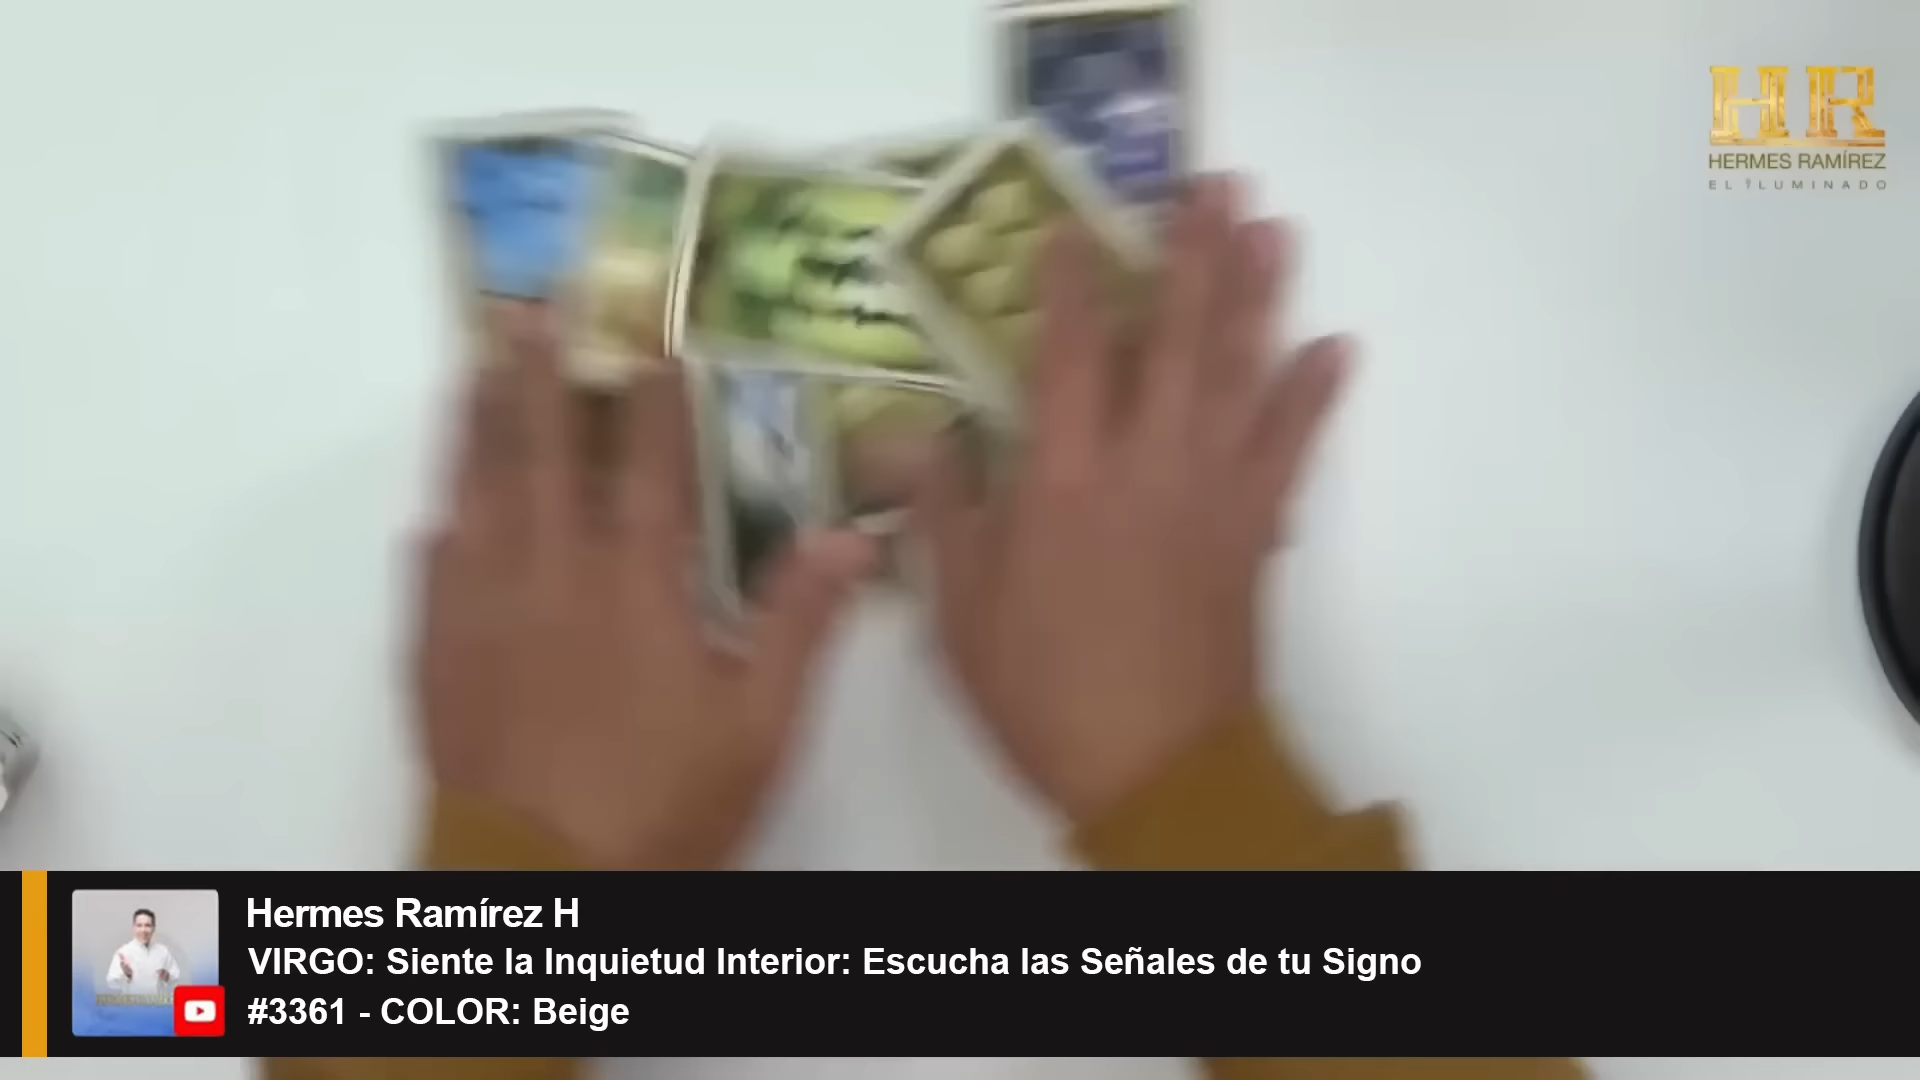 HR
HERMES RAMÍREZ
EL ILUMINADO
Hermes Ramírez H
VIRGO: Siente la Inquietud Interior: Escucha las Señales de tu Signo
#3361 - COLOR: Beige